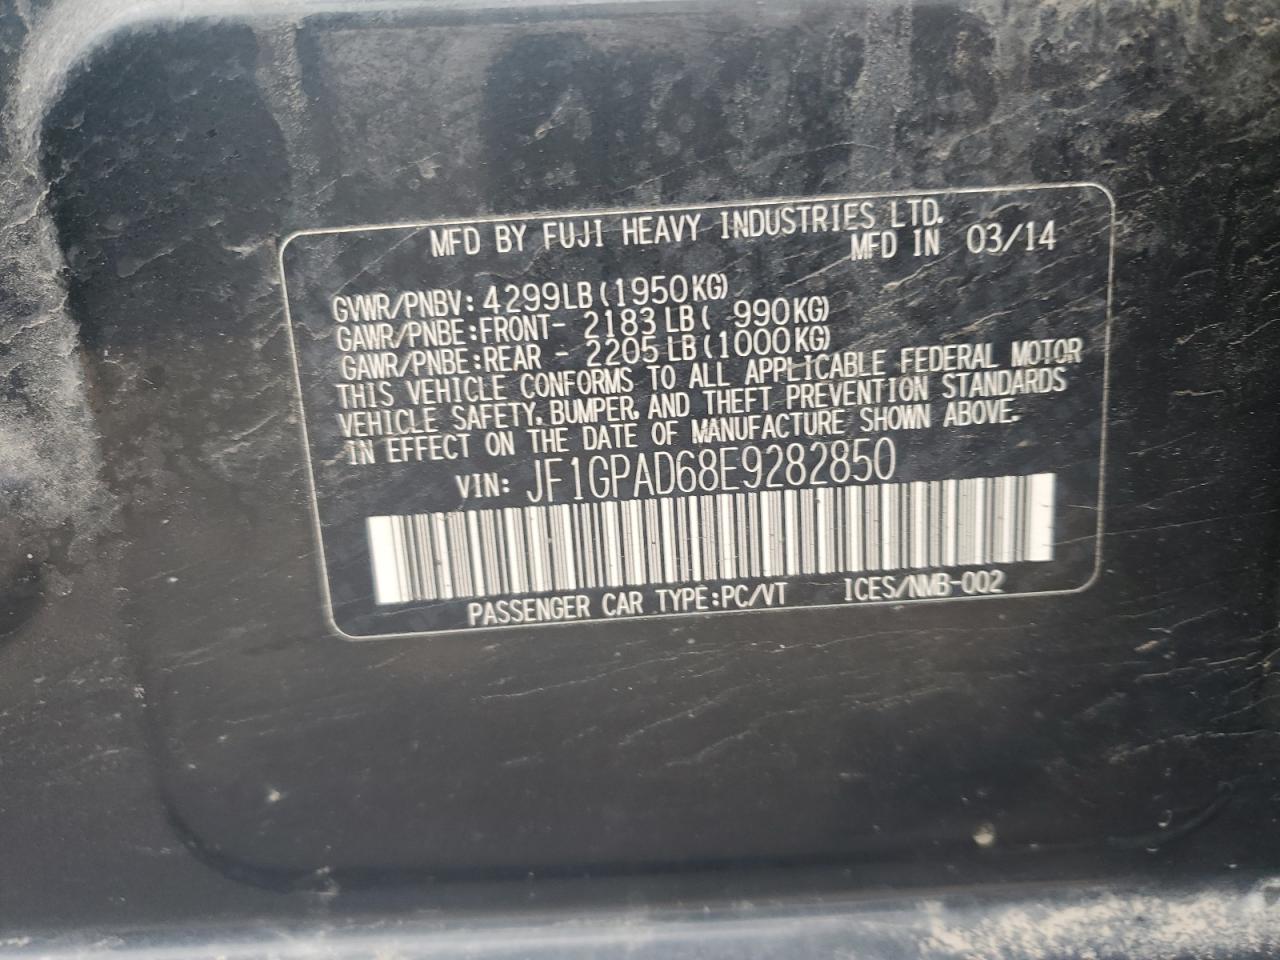 MFD BY FUJI HEAVY INDUSTRIES LTD.
MFD IN 03/14
GVWR/PNBV: 4299LB (1950KG)
GAWR/PNBE:FRONT- 2183 LB ( 990KG)
GAWR/PNBE:REAR - 2205 LB (1000KG)
THIS VEHICLE CONFORMS TO ALL APPLICABLE FEDERAL MOTOR
VEHICLE SAFETY, BUMPER, AND THEFT PREVENTION STANDARDS
IN EFFECT ON THE DATE OF MANUFACTURE SHOWN ABOVE.
VIN: JF1GPAD68E9282850
PASSENGER CAR TYPE:PC/VT ICES/NMB-002